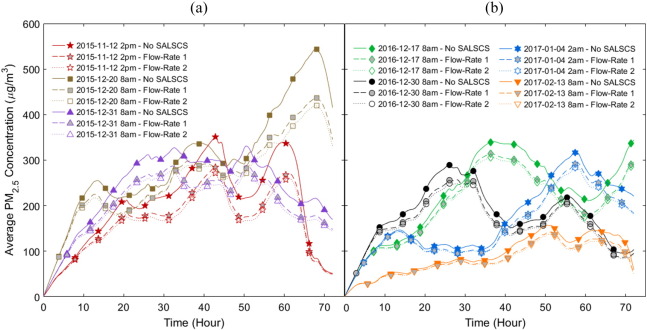 (a)
(b)
Average PM2.5 Concentration (μg/m3)
600
500
400
300
200
100
0
2015-11-12 2pm - No SALSCS
2015-11-12 2pm - Flow-Rate 1
2015-11-12 2pm - Flow-Rate 2
2015-12-20 8am - No SALSCS
2015-12-20 8am - Flow-Rate 1
2015-12-20 8am - Flow-Rate 2
2015-12-31 8am - No SALSCS
2015-12-31 8am - Flow-Rate 1
2015-12-31 8am - Flow-Rate 2
0 10 20 30 40 50 60 70
Time (Hour)
2016-12-17 8am - No SALSCS
2016-12-17 8am - Flow-Rate 1
2016-12-17 8am - Flow-Rate 2
2016-12-30 8am - No SALSCS
2016-12-30 8am - Flow-Rate 1
2016-12-30 8am - Flow-Rate 2
2017-01-04 2am - No SALSCS
2017-01-04 2am - Flow-Rate 1
2017-01-04 2am - Flow-Rate 2
2017-02-13 8am - No SALSCS
2017-02-13 8am - Flow-Rate 1
2017-02-13 8am - Flow-Rate 2
0 10 20 30 40 50 60 70
Time (Hour)